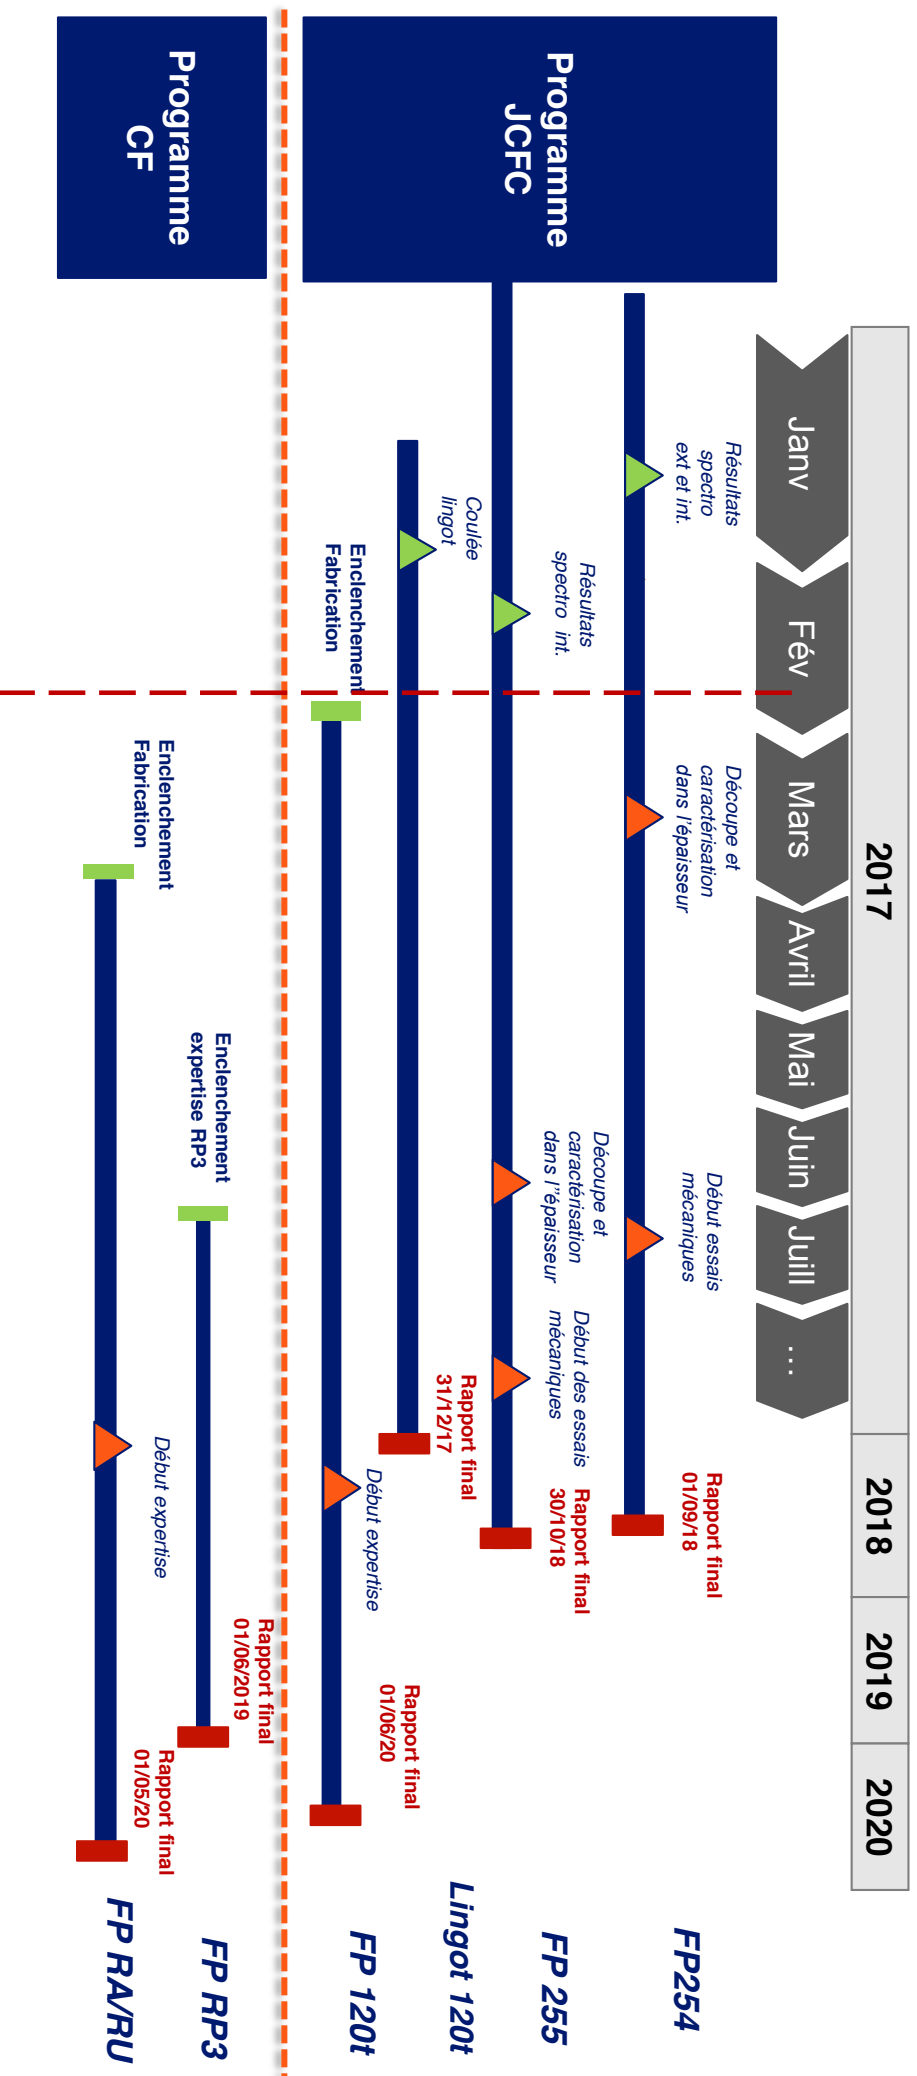 2017
2018
2019
2020
Janv
Fév
Mars
Avril
Mai
Juin
Juill
…
Programme
JCFC
Résultats
spectro
ext et int.
Découpe et
caractérisation
dans l'épaisseur
Début essais
mécaniques
Rapport final
01/09/18
FP254
Résultats
spectro int.
Découpe et
caractérisation
dans l''épaisseur
Début des essais
mécaniques
Rapport final
30/10/18
FP 255
Coulée
lingot
Rapport final
31/12/17
Lingot 120t
Enclenchement
Fabrication
Début expertise
Rapport final
01/06/20
FP 120t
Programme
CF
Enclenchement
expertise RP3
Rapport final
01/06/2019
FP RP3
Enclenchement
Fabrication
Début expertise
Rapport final
01/05/20
FP RA/RU